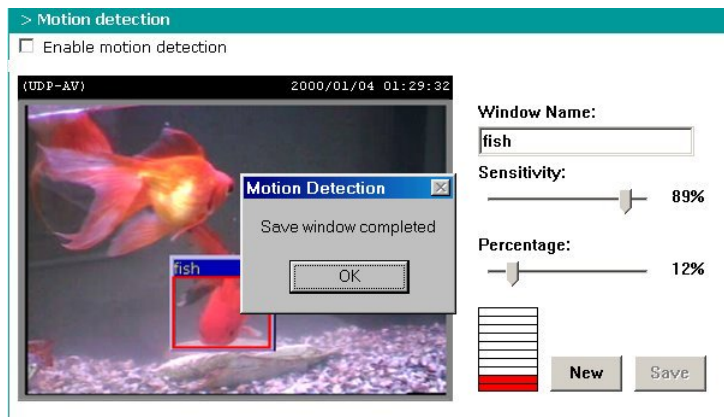 > Motion detection
Enable motion detection
(UDP-AV) 2000/01/04 01:29:32
Window Name:
fish
Sensitivity:
89%
Motion Detection
Save window completed
OK
fish
Percentage:
12%
New Save